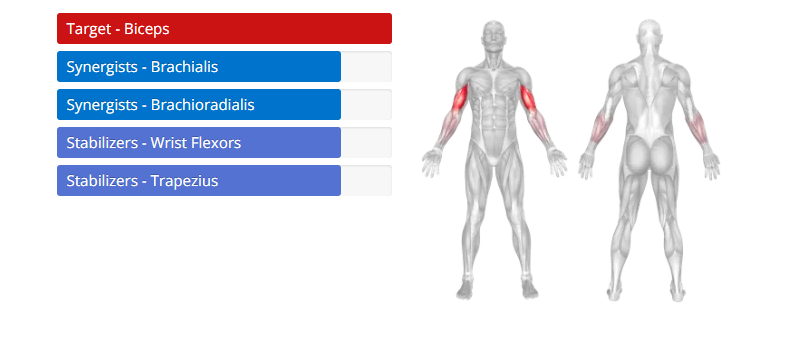 Target - Biceps
Synergists - Brachialis
Synergists - Brachioradialis
Stabilizers - Wrist Flexors
Stabilizers - Trapezius